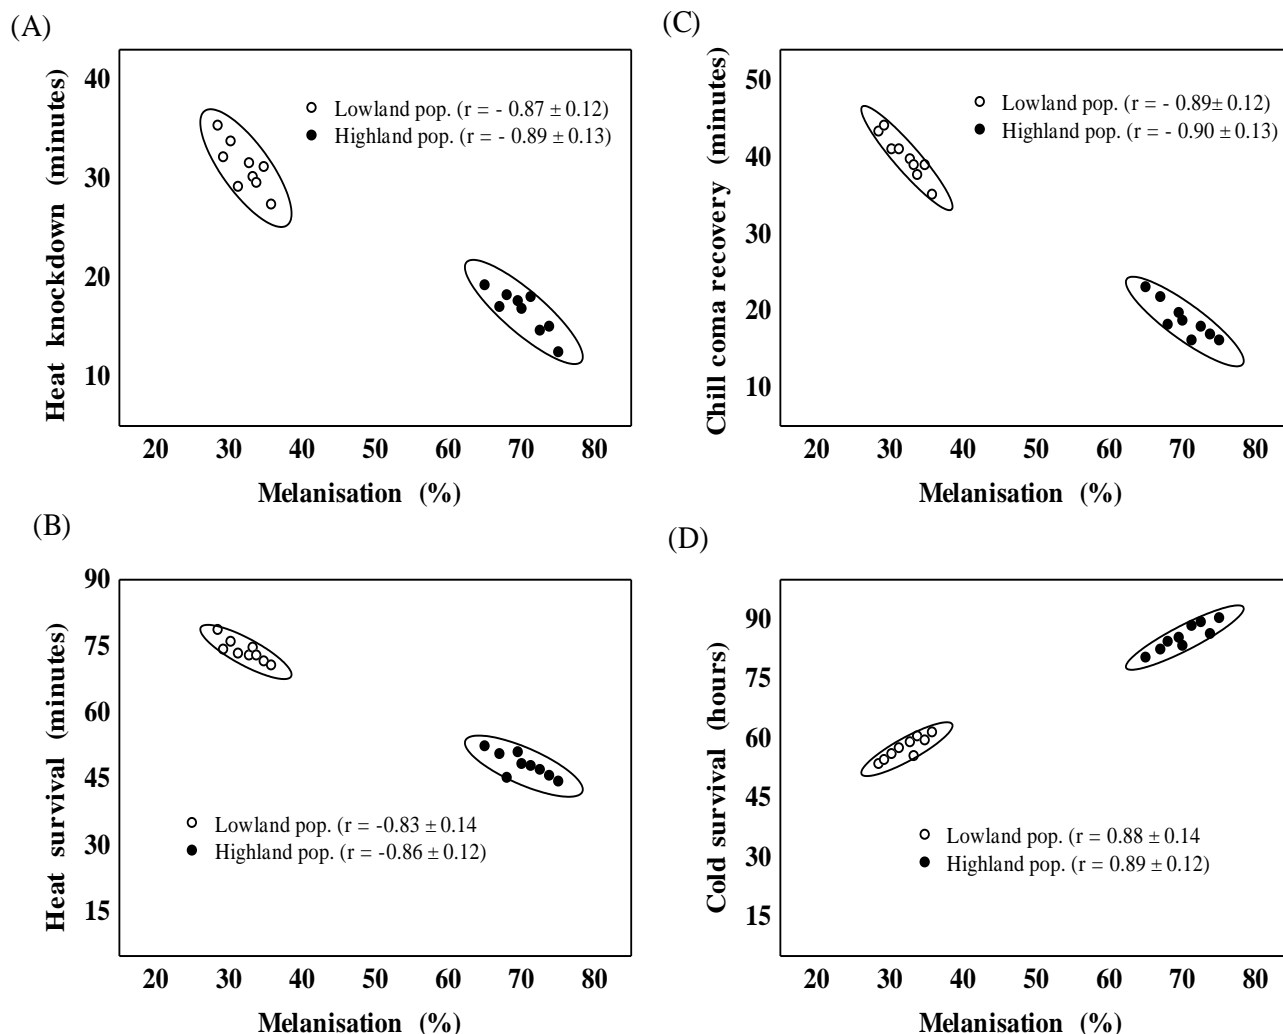 (A)
Heat knockdown (minutes)
40
30
20
10
Lowland pop. (r = - 0.87 ± 0.12)
Highland pop. (r = - 0.89 ± 0.13)
20 30 40 50 60 70 80
Melanisation (%)
(C)
Chill coma recovery (minutes)
50
40
30
20
10
Lowland pop. (r = - 0.89± 0.12)
Highland pop. (r = - 0.90 ± 0.13)
20 30 40 50 60 70 80
Melanisation (%)
(B)
Heat survival (minutes)
90
75
60
45
30
15
Lowland pop. (r = -0.83 ± 0.14
Highland pop. (r = -0.86 ± 0.12)
20 30 40 50 60 70 80
Melanisation (%)
(D)
Cold survival (hours)
90
75
60
45
30
15
Lowland pop. (r = 0.88 ± 0.14
Highland pop. (r = 0.89 ± 0.12)
20 30 40 50 60 70 80
Melanisation (%)